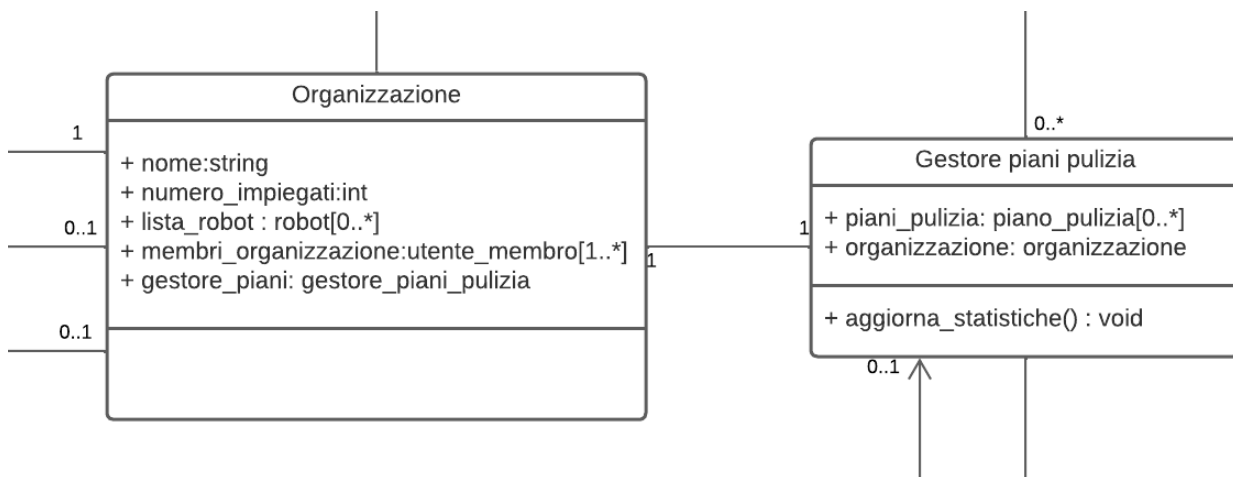 Organizzazione
1
+ nome:string
+ numero_impiegati:int
0..1
+ lista_robot : robot[0..*]
+ membri_organizzazione:utente_membro[1..*]
+ gestore_piani: gestore_piani_pulizia
0..1
1
1
0..*
Gestore piani pulizia
+ piani_pulizia: piano_pulizia[0..*]
+ organizzazione: organizzazione
+ aggiorna_statistiche() : void
0..1